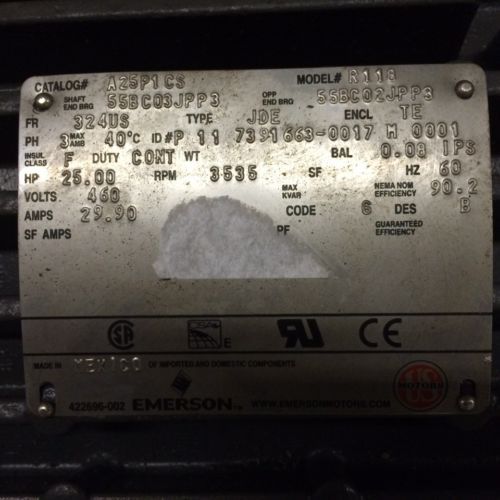 CATALOG# A25P1CS MODEL# R118
SHAFT END BRG 55BC03JPP3 OPP END BRG 55BC02JPP3
FR 324US TYPE JDE ENCL TE
PH 3 MAX AMB 40°C ID# P 11 7391663-0017 M 0001
INSUL CLASS F DUTY CONT WT BAL 0.08 IPS
HP 25.00 RPM 3535 SF HZ 60
VOLTS 460 MAX KVAR NEMA NOM EFFICIENCY 90.2
AMPS 29.90 CODE G DES B
SF AMPS PF GUARANTEED EFFICIENCY
CSA E UR CE
MADE IN MEXICO OF IMPORTED AND DOMESTIC COMPONENTS
US MOTORS
422695-002 EMERSON™ WWW.EMERSONMOTORS.COM